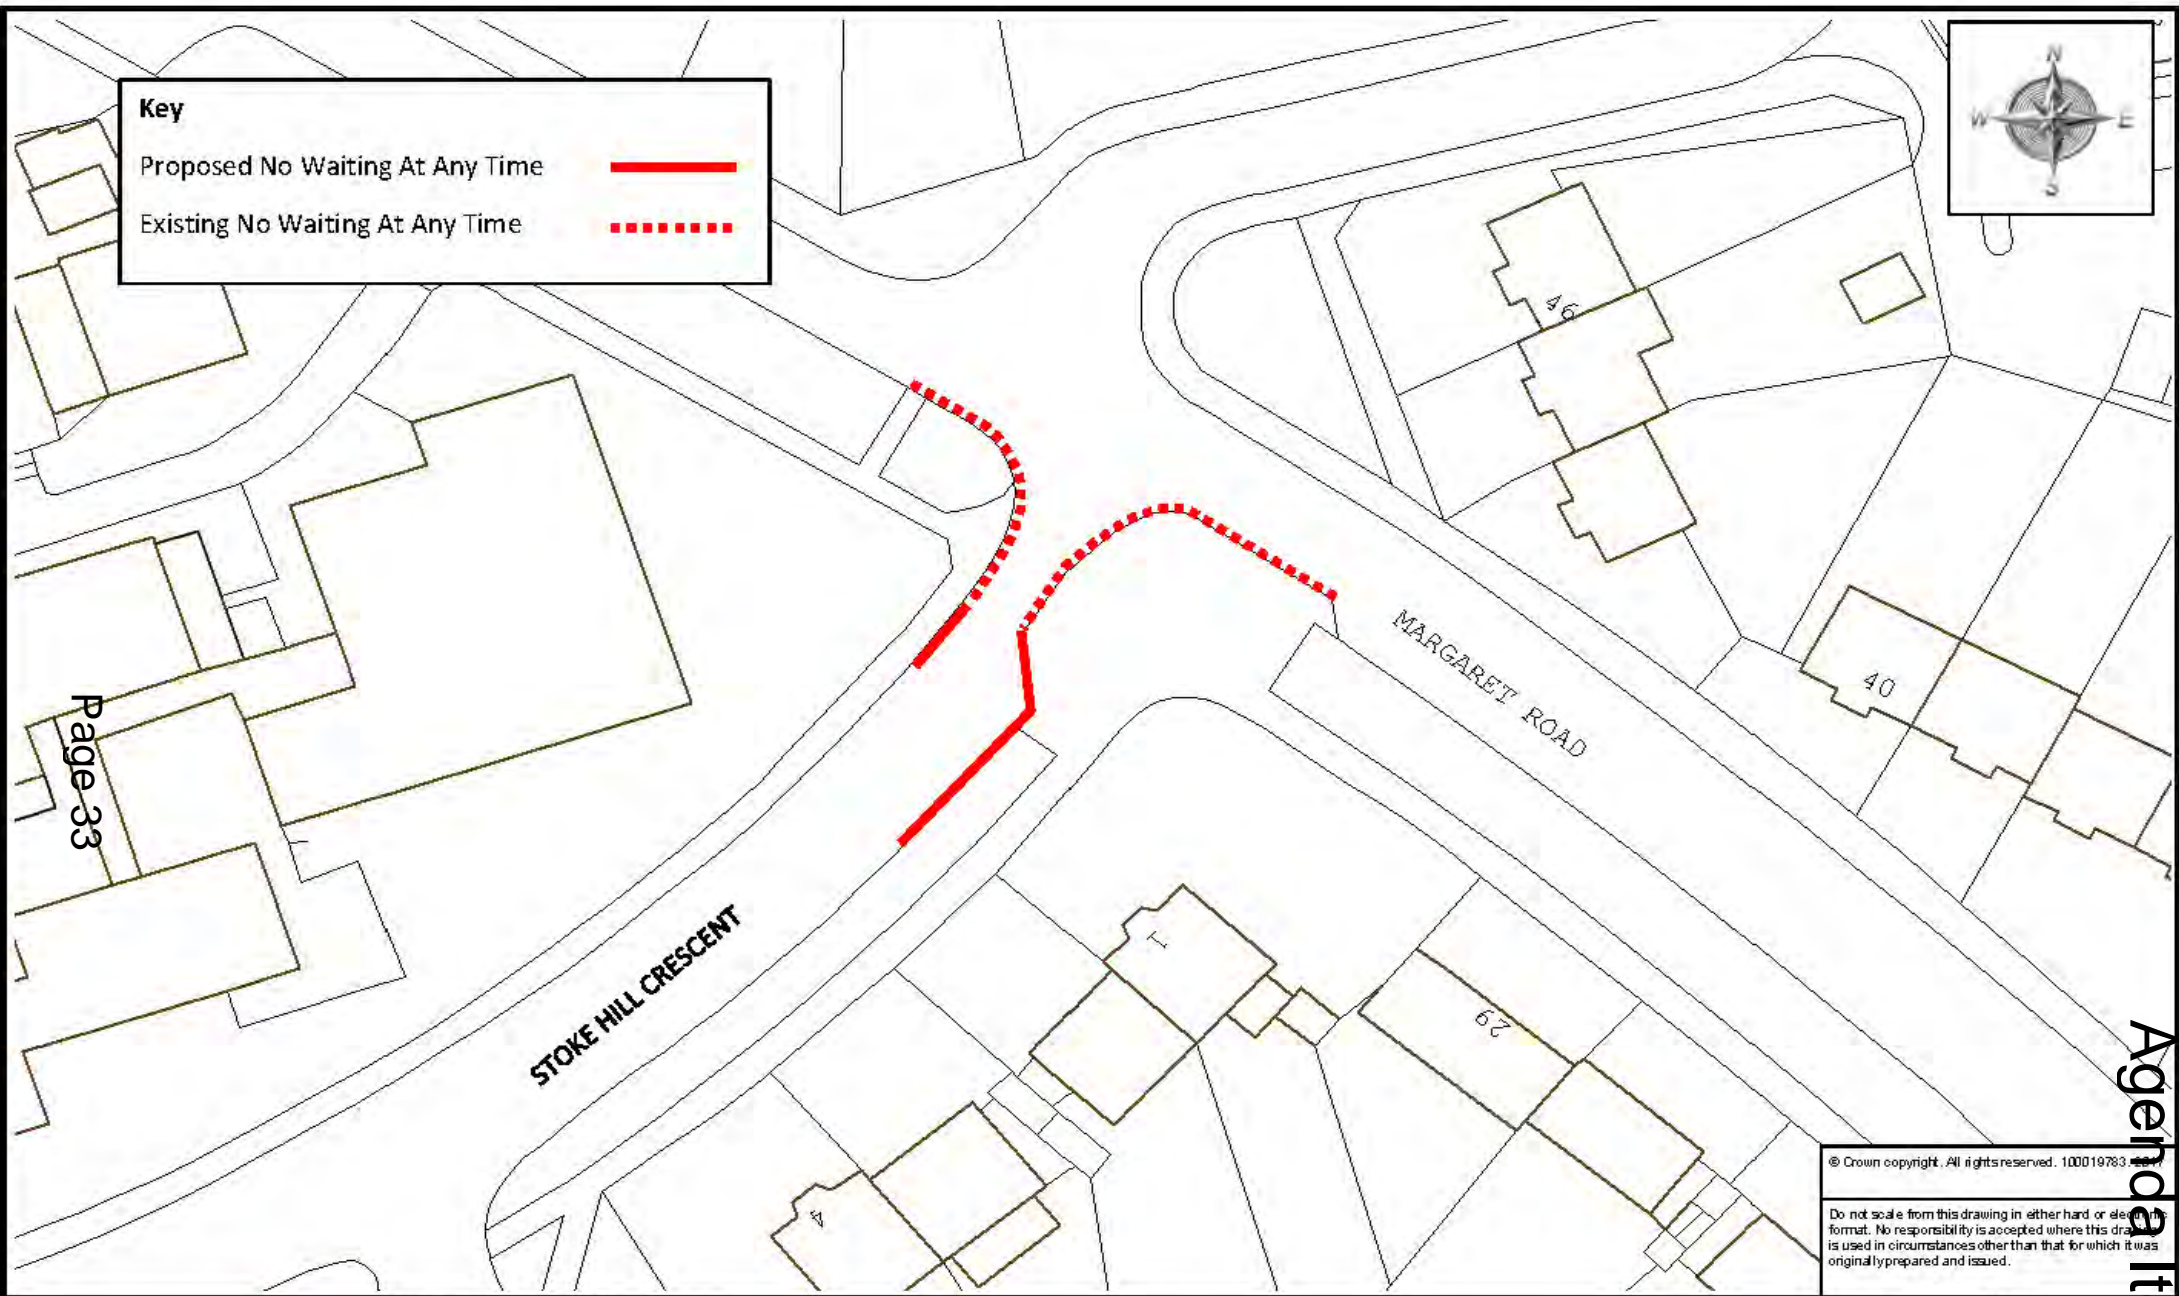 Key
Proposed No Waiting At Any Time
Existing No Waiting At Any Time
N
W
E
S
46
40
MARGARET ROAD
Page 33
STOKE HILL CRESCENT
1
29
4
Agenda It
© Crown copyright. All rights reserved. 100019783.
Do not scale from this drawing in either hard or electronic
format. No responsibility is accepted where this drawing
is used in circumstances other than that for which it was
originally prepared and issued.